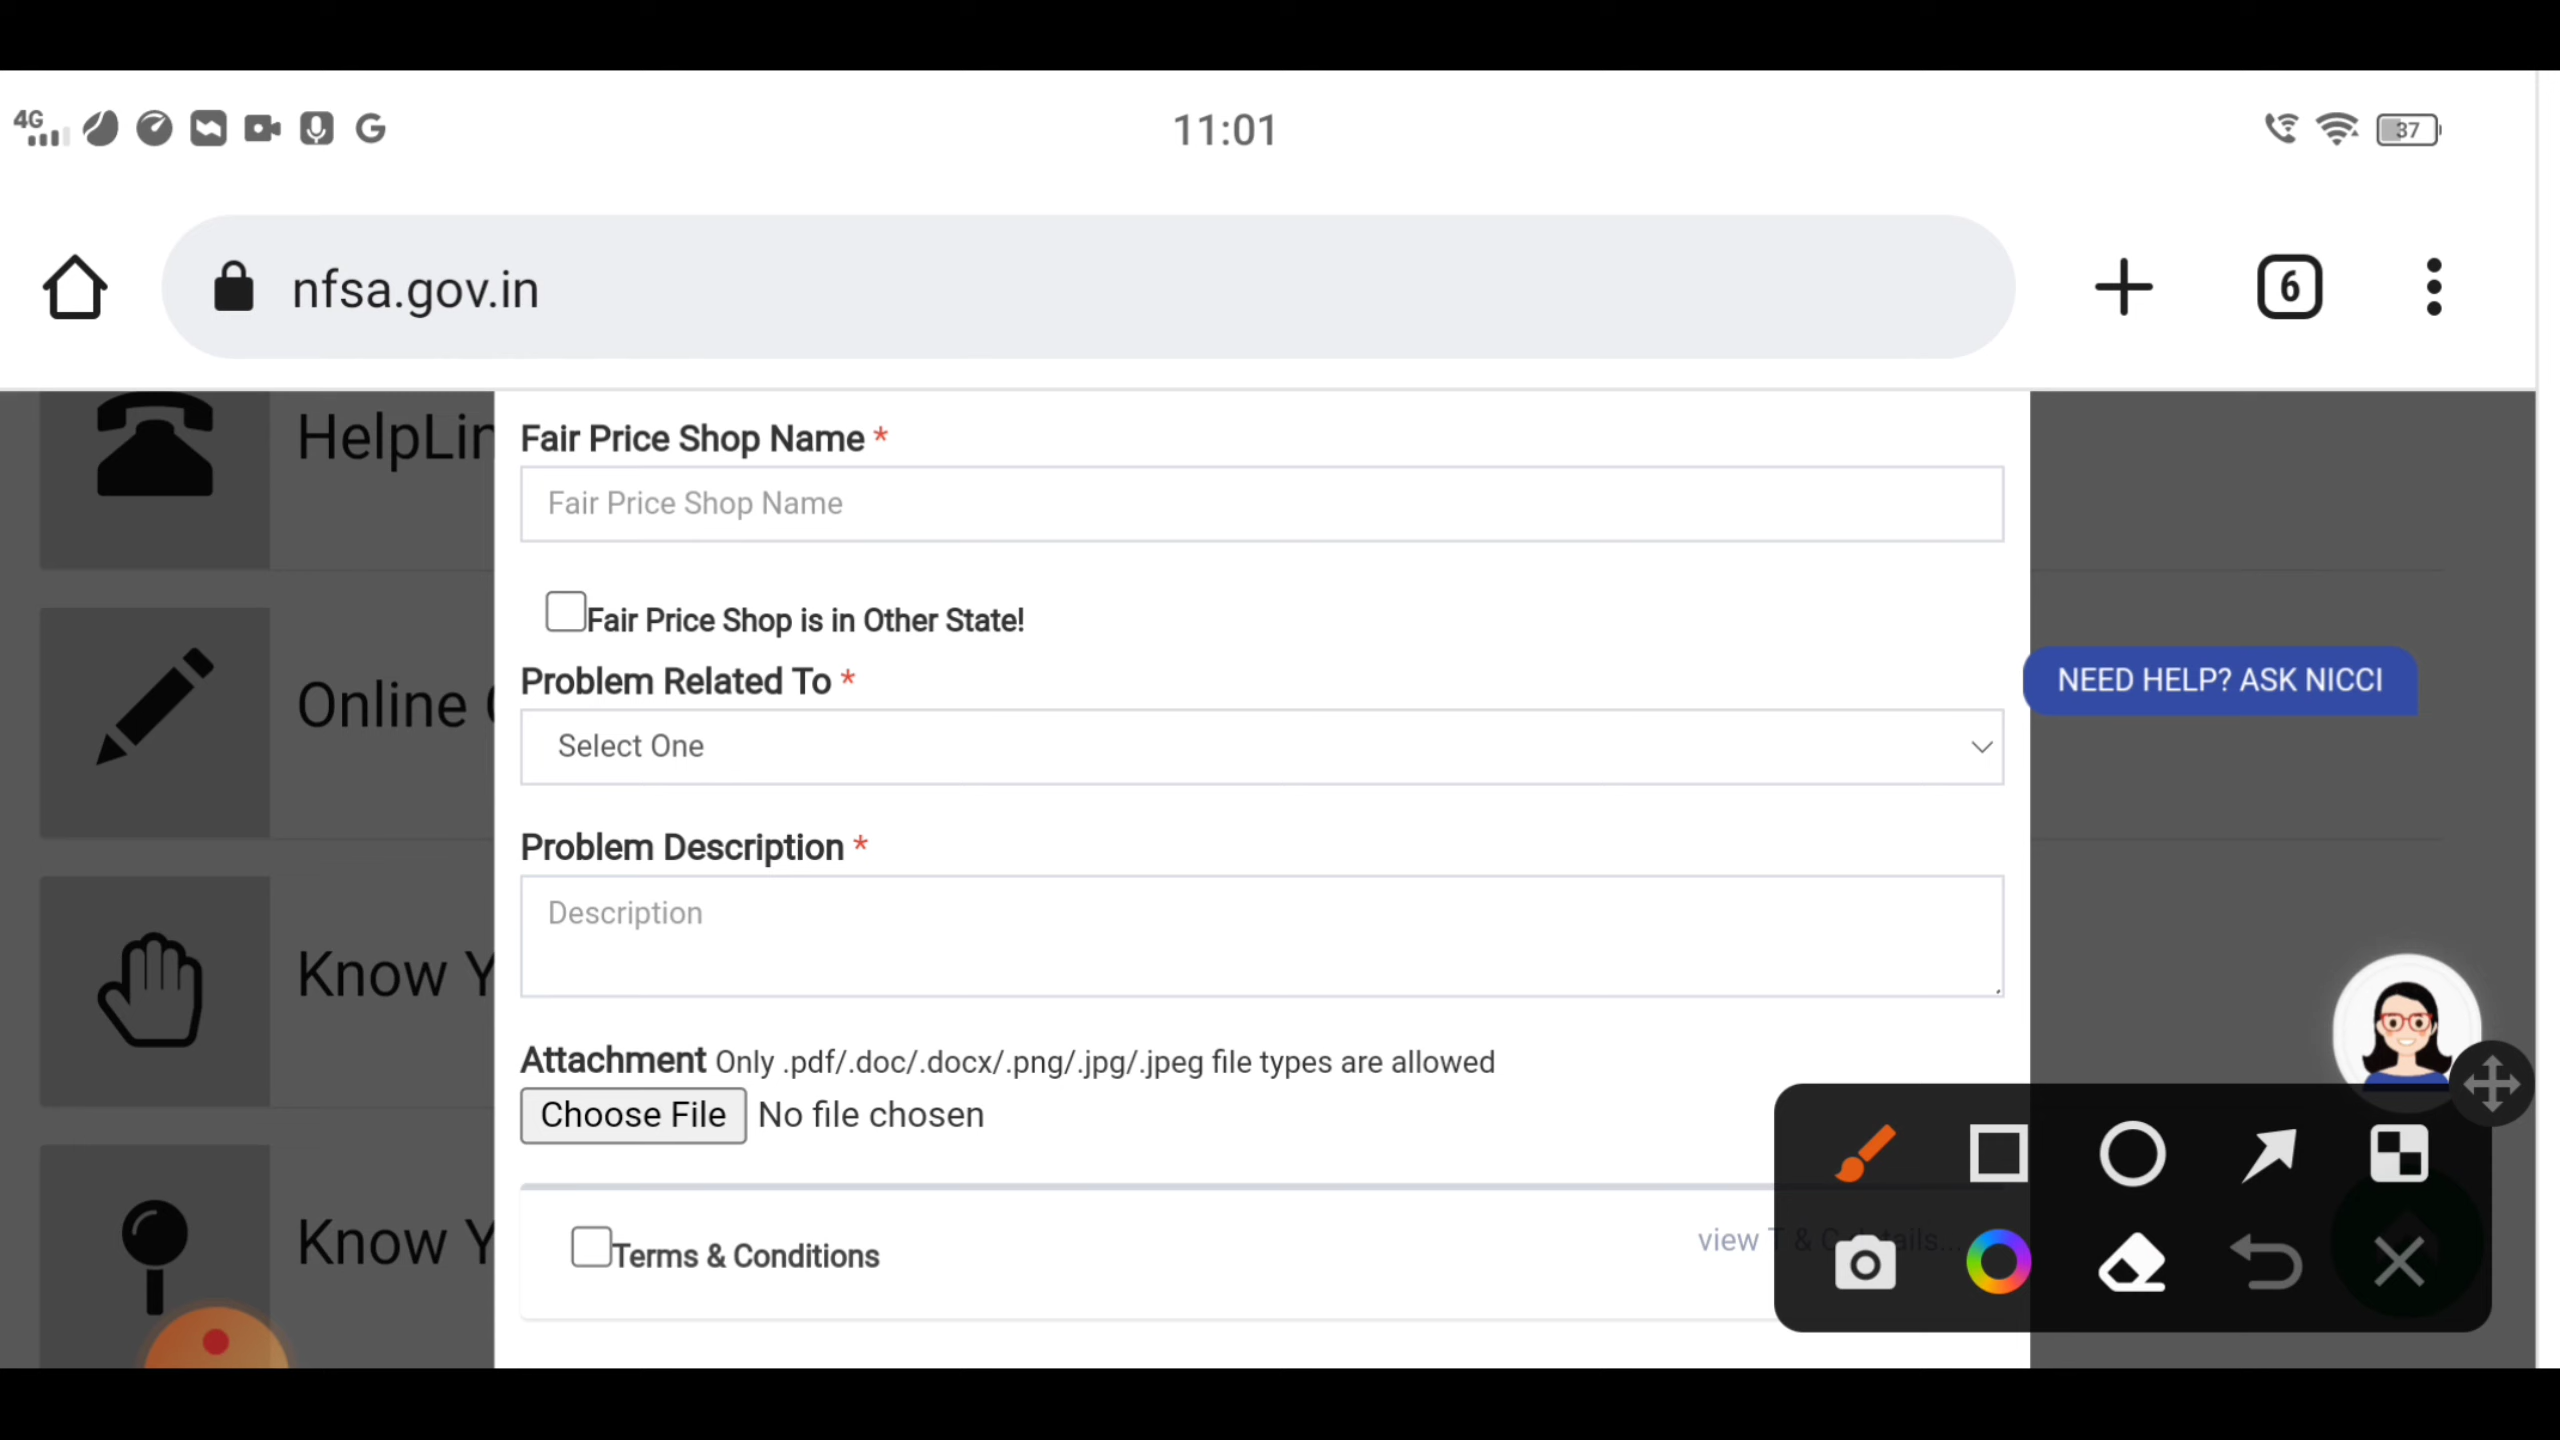 4G
11:01
37
nfsa.gov.in
6
HelpLin
Fair Price Shop Name *
Fair Price Shop Name
Fair Price Shop is in Other State!
Online
Problem Related To *
NEED HELP? ASK NICCI
Select One
Problem Description *
Description
Know Y
Attachment Only .pdf/.doc/.docx/.png/.jpg/.jpeg file types are allowed
Choose File No file chosen
Know Y
Terms & Conditions
view T & C details...